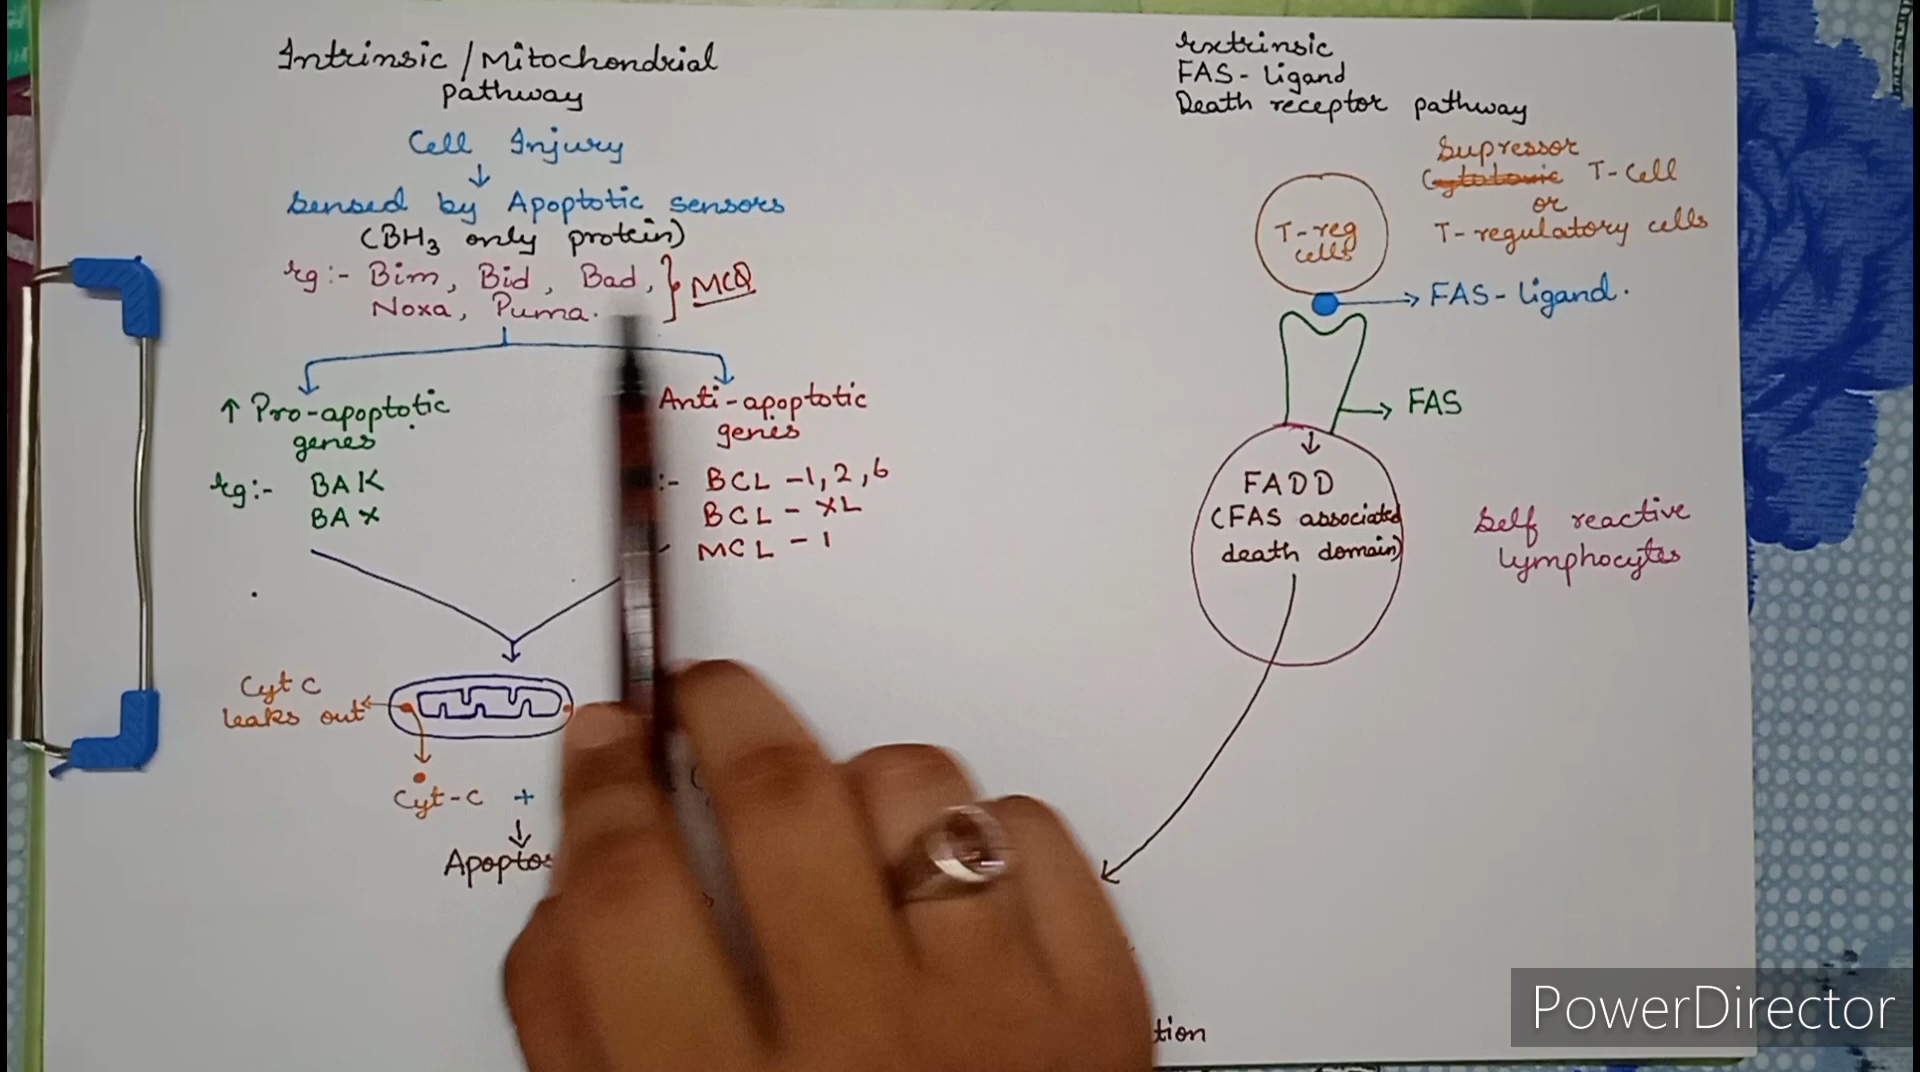 Intrinsic / Mitochondrial
pathway
Cell Injury
↓
Sensed by Apoptotic sensors
(BH3 only protein)
Eg :- Bim, Bid, Bad,
Noxa, Puma.
} MCQ
↑ Pro-apoptotic
genes
Eg :- BAK
BAX
Anti-apoptotic
genes
:- BCL - 1, 2, 6
BCL - XL
MCL - 1
Cyt C
leaks out
Cyt-C +
↓
Extrinsic
FAS - Ligand
Death receptor pathway
Supressor
Cytotoxic T-Cell
or
T-regulatory cells
T-reg
cells
→ FAS-Ligand.
→ FAS
↓
FADD
(FAS associated
death domain)
Self reactive
lymphocytes
PowerDirector